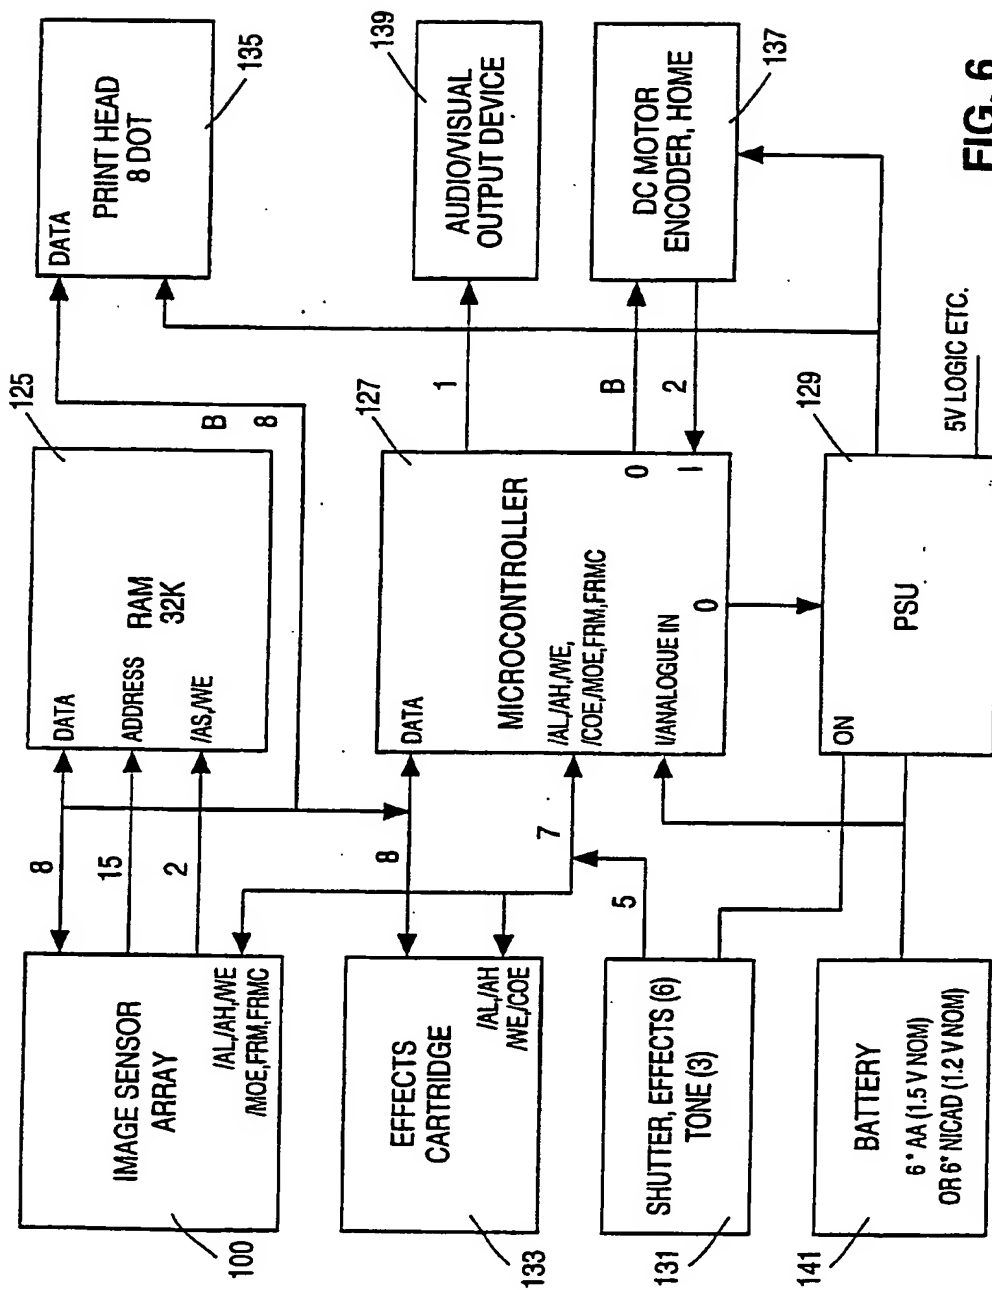 100
IMAGE SENSOR
ARRAY
/AL,/AH,/WE
/MOE,FRM,FRMC
8
15
2
125
DATA
ADDRESS
/AS,/WE
RAM
32K
B
8
135
DATA
PRINT HEAD
8 DOT
133
EFFECTS
CARTRIDGE
/AL,/AH
/WE,/COE
8
7
127
DATA
MICROCONTROLLER
/AL,/AH,/WE,
/COE,/MOE,FRM,FRMC
I/ANALOGUE IN
0
0
I
1
B
2
139
AUDIO/VISUAL
OUTPUT DEVICE
137
DC MOTOR
ENCODER, HOME
131
SHUTTER, EFFECTS (6)
TONE (3)
5
141
BATTERY
6* AA (1.5 V NOM)
OR 6* NICAD (1.2 V NOM)
129
ON
PSU
5V LOGIC ETC.
FIG. 6